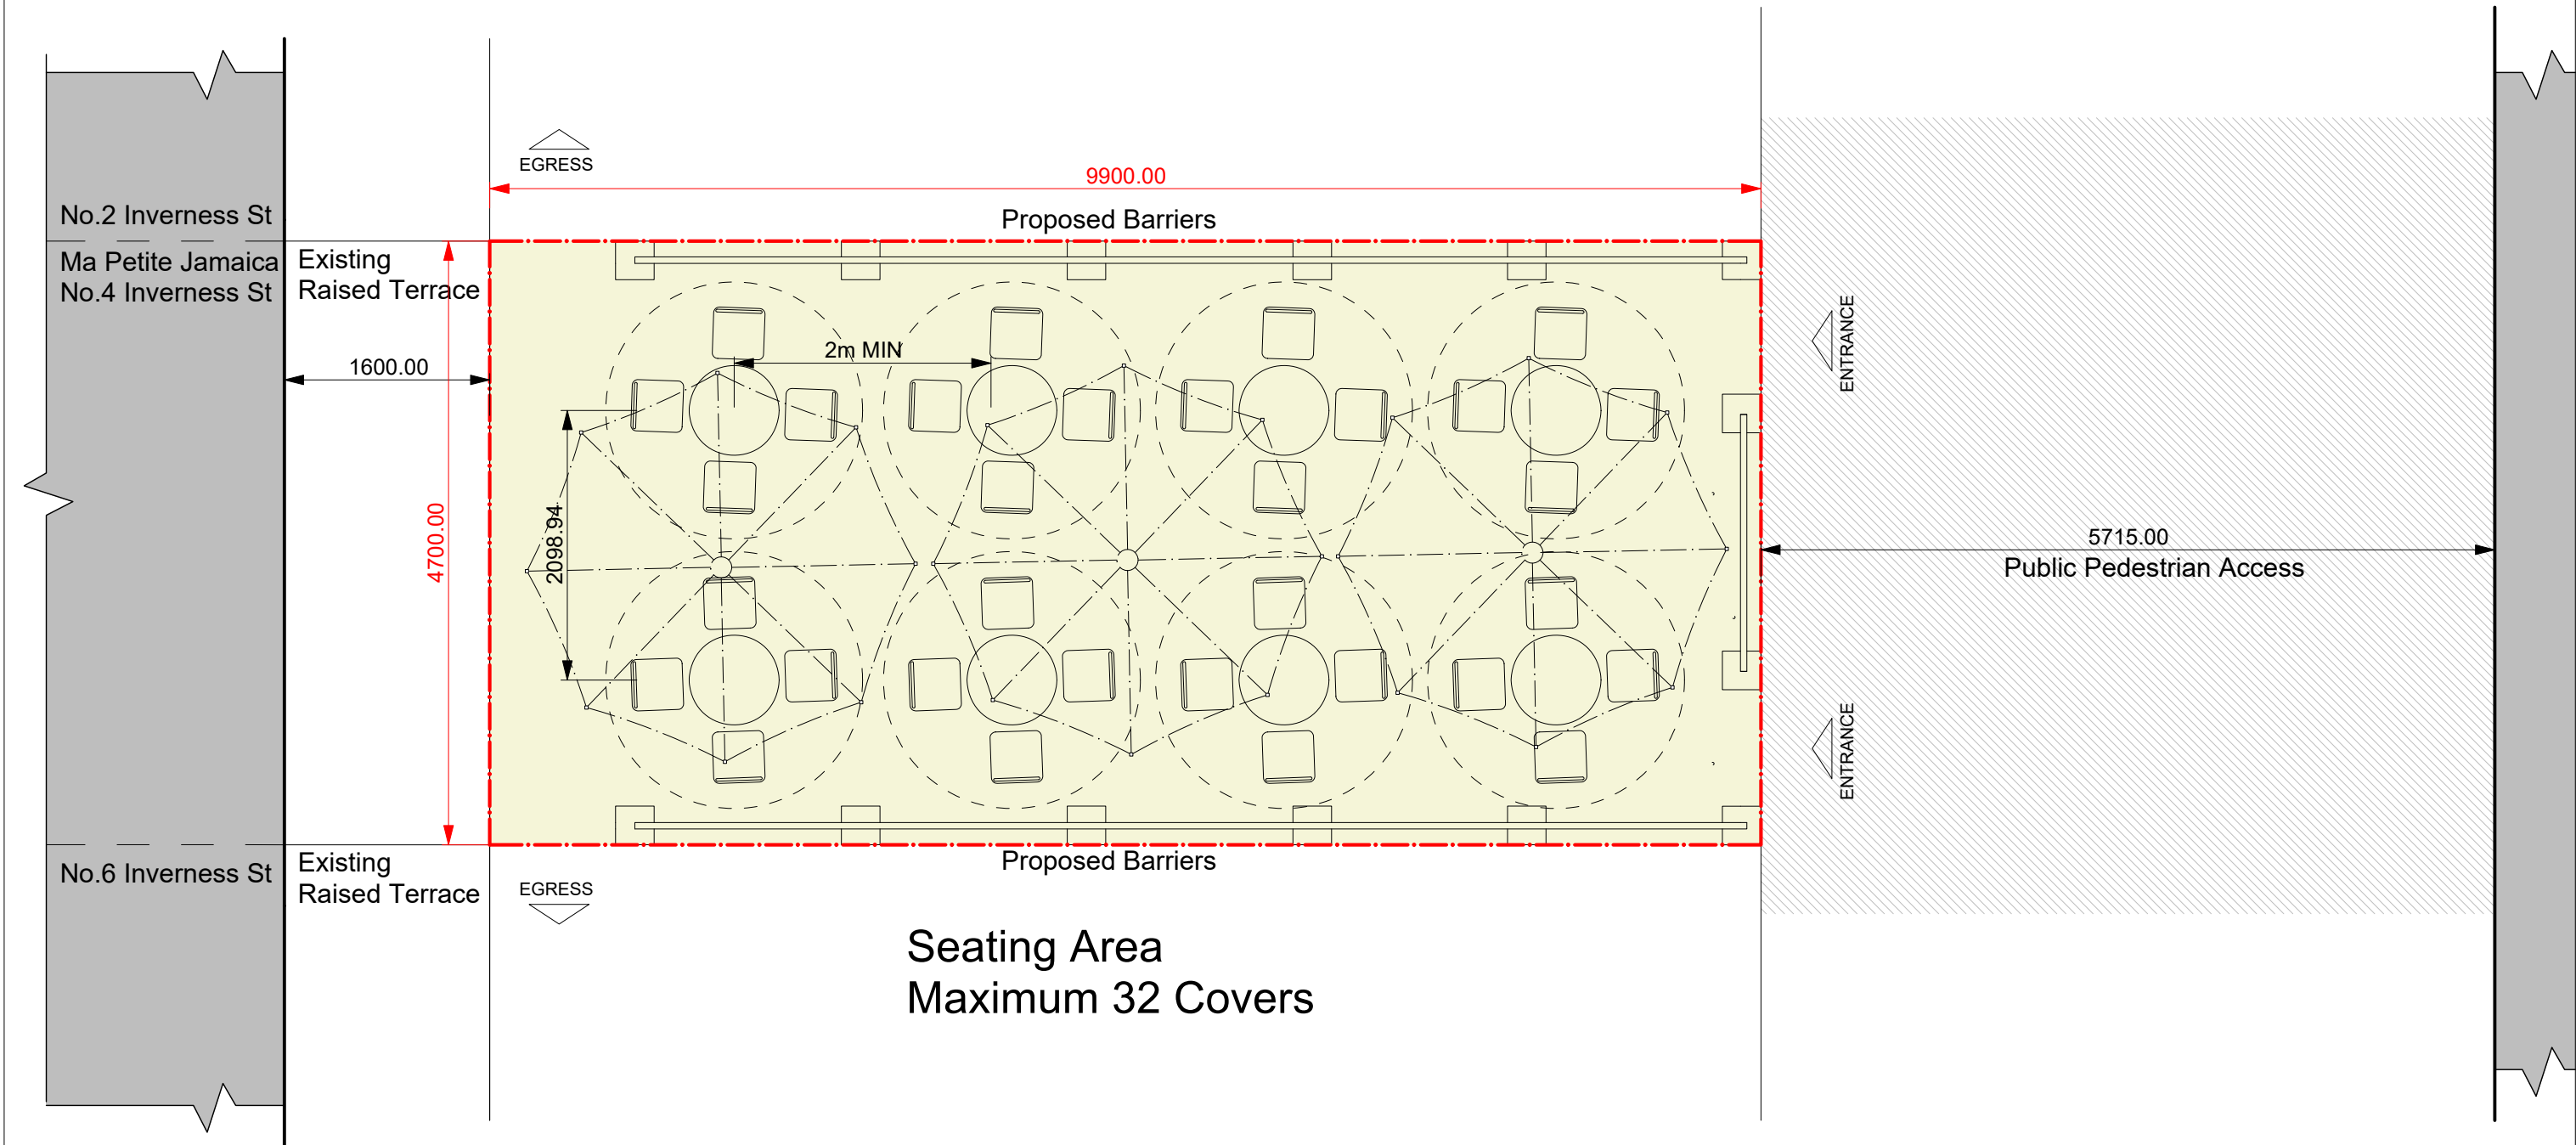 EGRESS
9900.00
No.2 Inverness St
Proposed Barriers
Ma Petite Jamaica
No.4 Inverness St
Existing
Raised Terrace
1600.00
2m MIN
ENTRANCE
4700.00
2098.94
5715.00
Public Pedestrian Access
ENTRANCE
No.6 Inverness St
Existing
Raised Terrace
EGRESS
Proposed Barriers
Seating Area
Maximum 32 Covers